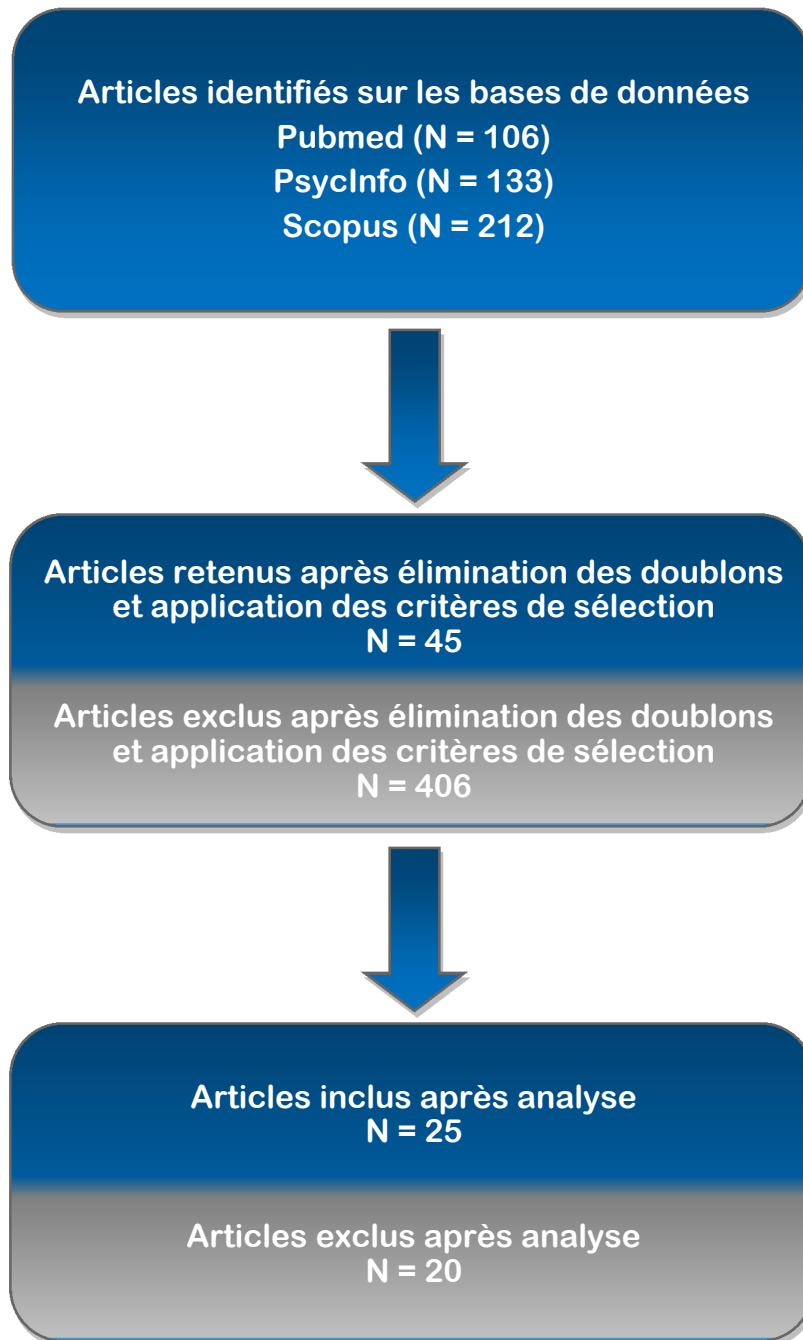 Articles identifiés sur les bases de données
Pubmed (N = 106)
PsycInfo (N = 133)
Scopus (N = 212)
Articles retenus après élimination des doublons
et application des critères de sélection
N = 45
Articles exclus après élimination des doublons
et application des critères de sélection
N = 406
Articles inclus après analyse
N = 25
Articles exclus après analyse
N = 20